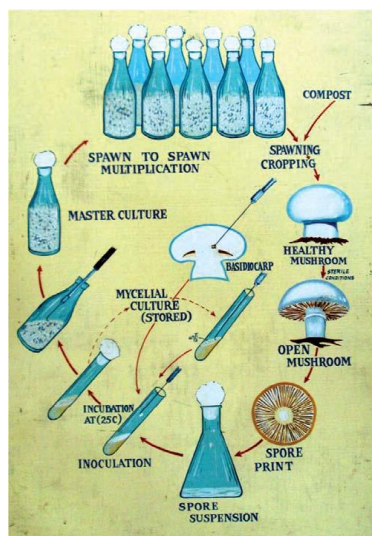 COMPOST
SPAWN TO SPAWN
MULTIPLICATION
SPAWNING
CROPPING
MASTER CULTURE
HEALTHY
MUSHROOM
BASIDIOCARP
STERILE
CONDITIONS
MYCELIAL
CULTURE
(STORED)
OPEN
MUSHROOM
INCUBATION
AT (25C)
INOCULATION
SPORE
PRINT
SPORE
SUSPENSION